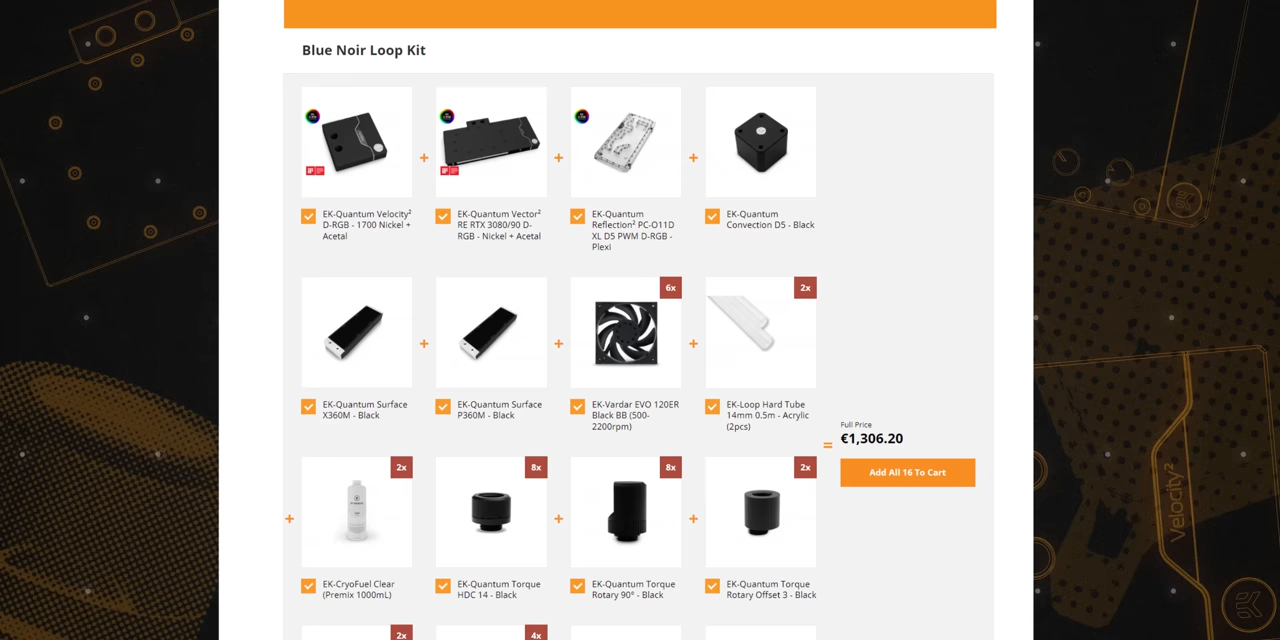 Blue Noir Loop Kit
EK-Quantum Velocity²
D-RGB - 1700 Nickel +
Acetal
EK-Quantum Vector²
RE RTX 3080/90 D-
RGB - Nickel + Acetal
EK-Quantum
Reflection² PC-O11D
XL D5 PWM D-RGB -
Plexi
EK-Quantum
Convection D5 - Black
6x
2x
EK-Quantum Surface
X360M - Black
EK-Quantum Surface
P360M - Black
EK-Vardar EVO 120ER
Black BB (500-
2200rpm)
EK-Loop Hard Tube
14mm 0.5m - Acrylic
(2pcs)
Full Price
= €1,306.20
Add All 16 To Cart
2x
8x
8x
2x
EK-CryoFuel Clear
(Premix 1000mL)
EK-Quantum Torque
HDC 14 - Black
EK-Quantum Torque
Rotary 90° - Black
EK-Quantum Torque
Rotary Offset 3 - Black
2x
4x
Velocity²